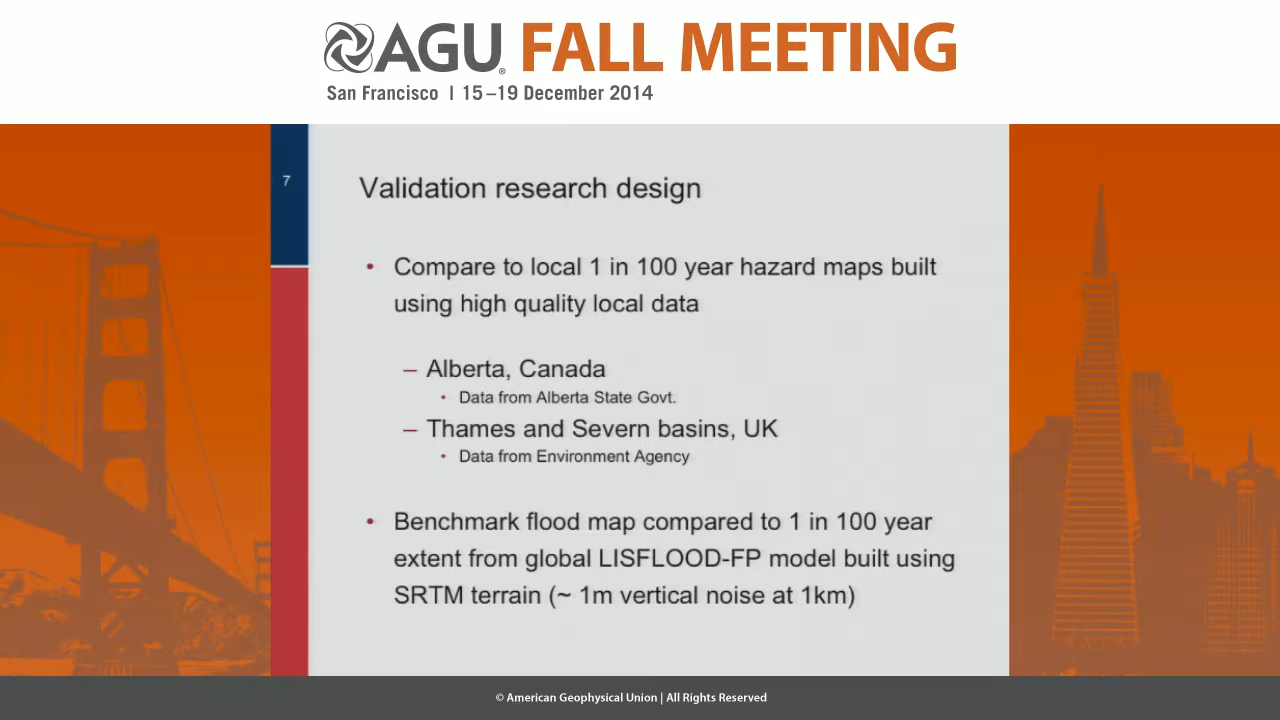 AGU® FALL MEETING
San Francisco | 15–19 December 2014
7
Validation research design
• Compare to local 1 in 100 year hazard maps built
using high quality local data
– Alberta, Canada
• Data from Alberta State Govt.
– Thames and Severn basins, UK
• Data from Environment Agency
• Benchmark flood map compared to 1 in 100 year
extent from global LISFLOOD-FP model built using
SRTM terrain (~ 1m vertical noise at 1km)
© American Geophysical Union | All Rights Reserved